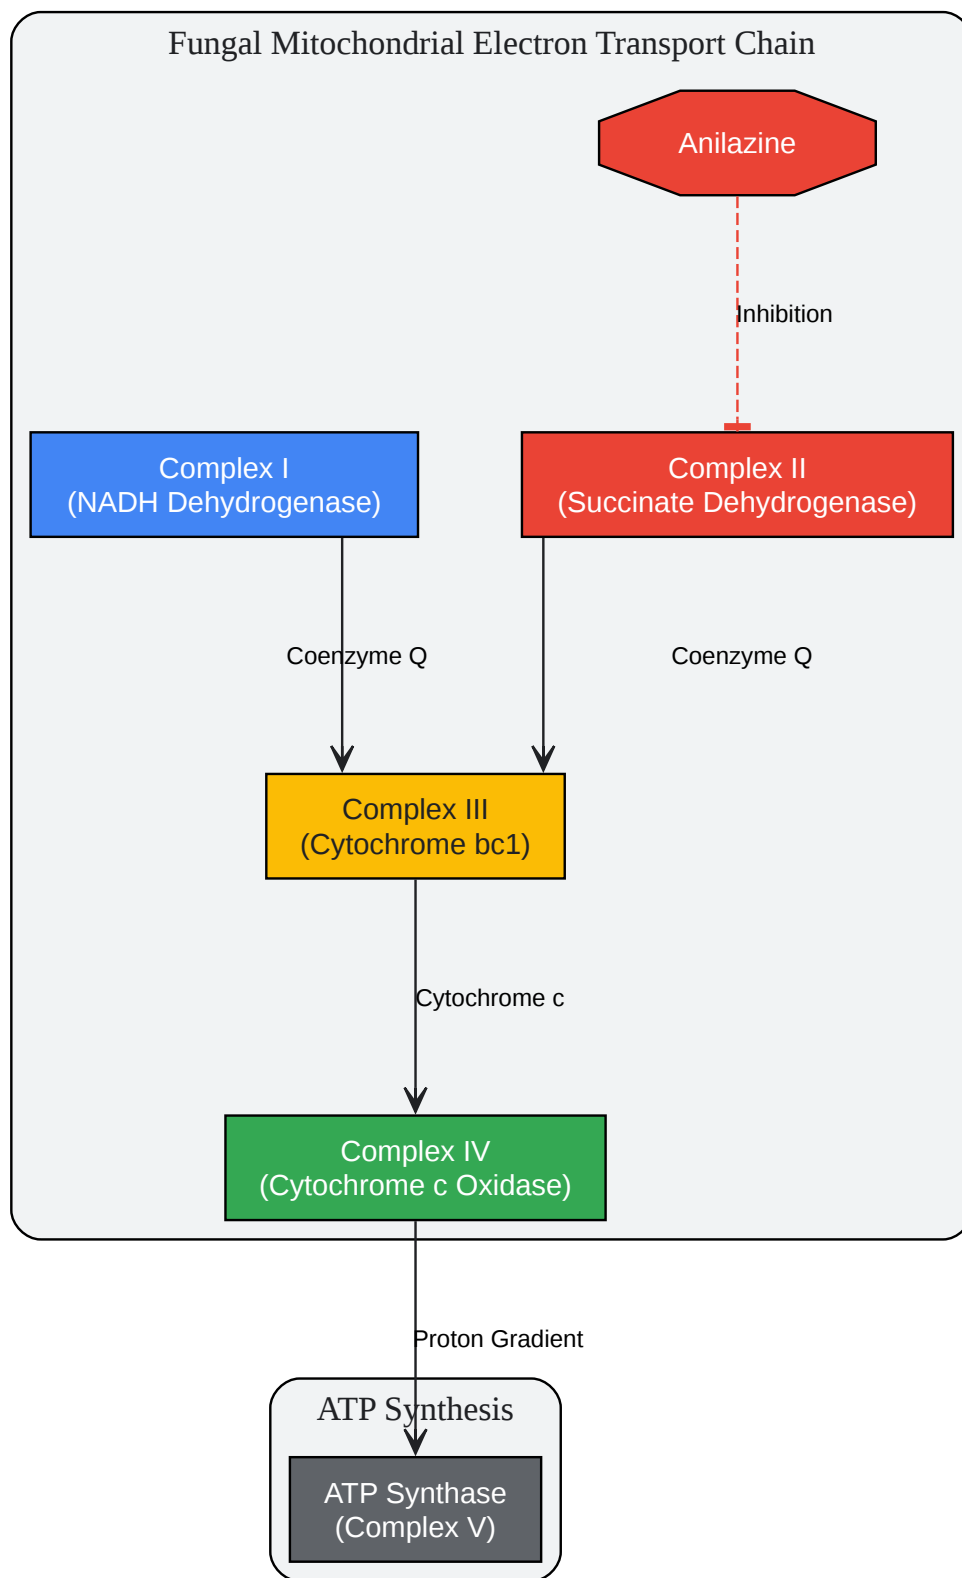 Fungal Mitochondrial Electron Transport Chain
Anilazine
Inhibition
Complex I
(NADH Dehydrogenase)
Complex II
(Succinate Dehydrogenase)
Coenzyme Q
Coenzyme Q
Complex III
(Cytochrome bc1)
Cytochrome c
Complex IV
(Cytochrome c Oxidase)
Proton Gradient
ATP Synthesis
ATP Synthase
(Complex V)